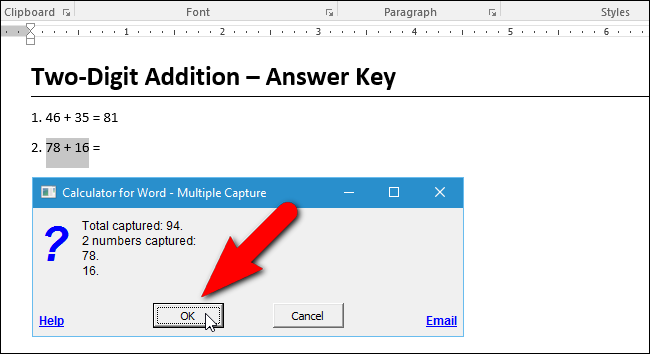 Clipboard Font Paragraph Styles
1 2 3 4 5 6
Two-Digit Addition – Answer Key
1. 46 + 35 = 81
2. 78 + 16 =
Calculator for Word - Multiple Capture
? Total captured: 94.
2 numbers captured:
78.
16.
OK Cancel
Help Email